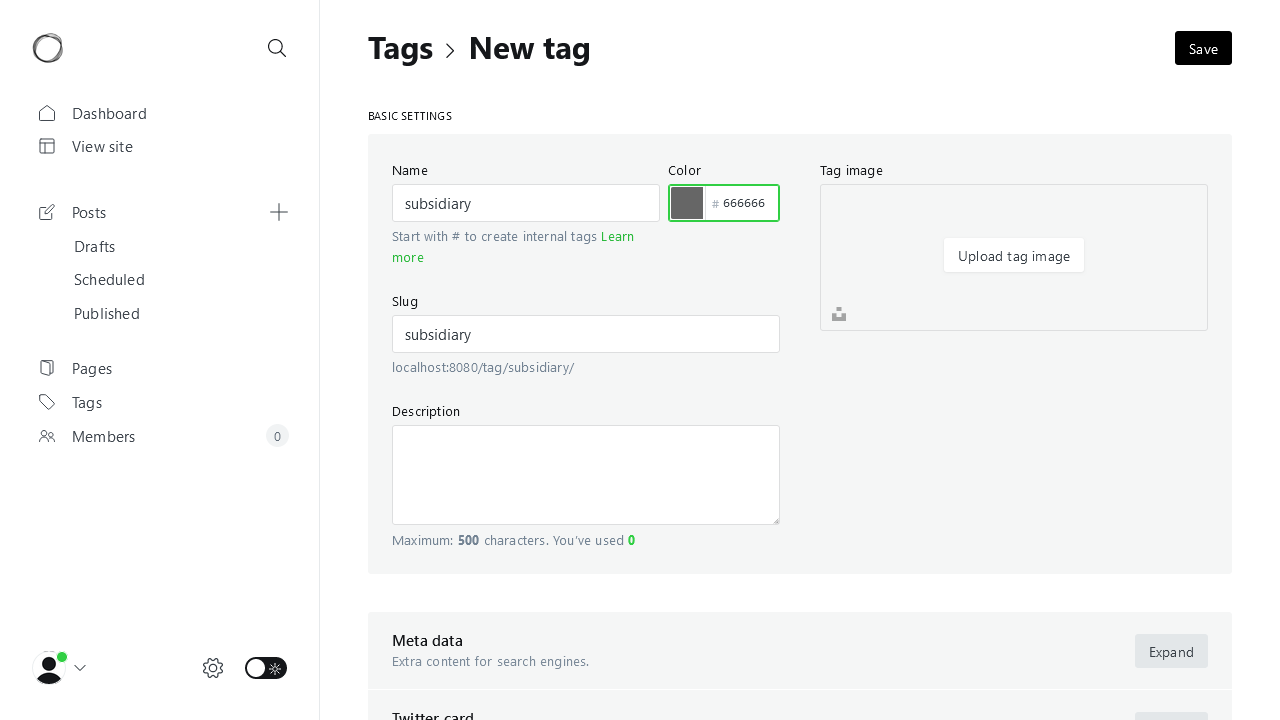 Dashboard
View site
Posts
Drafts
Scheduled
Published
Pages
Tags
Members
0
Tags
New tag
Save
BASIC SETTINGS
Name
subsidiary
Start with # to create internal tags Learn
more
Color
# 666666
Slug
subsidiary
localhost:8080/tag/subsidiary/
Description
Maximum: 500 characters. You've used 0
Tag image
Upload tag image
Meta data
Extra content for search engines.
Expand
Twitter card